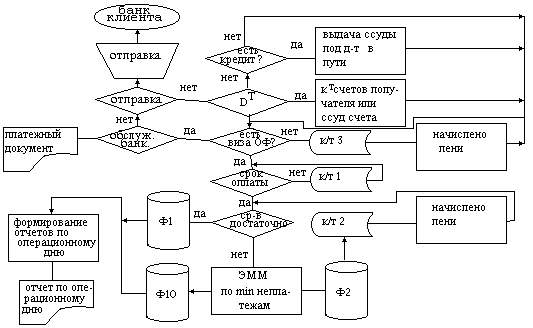 банк
клиента
нет
есть
кредит ?
да
выдача ссуды
под д-т в
пути
отправка
нет
нет
отправка
DT
да
к Тсчетов полу-
чателя или
ссуд счета
платежный
документ
нет
обслуж.
банк.
да
есть
виза ОФ?
нет
к/т 3
начислено
пени
да
срок
оплаты
нет
к/т 1
да
формирование
отчетов по
операционному
дню
Ф1
да
ср-в
достаточно
к/т 2
начислено
пени
нет
отчет по опе-
рационному
дню
Ф10
ЭММ
по min непла-
тежам
Ф2